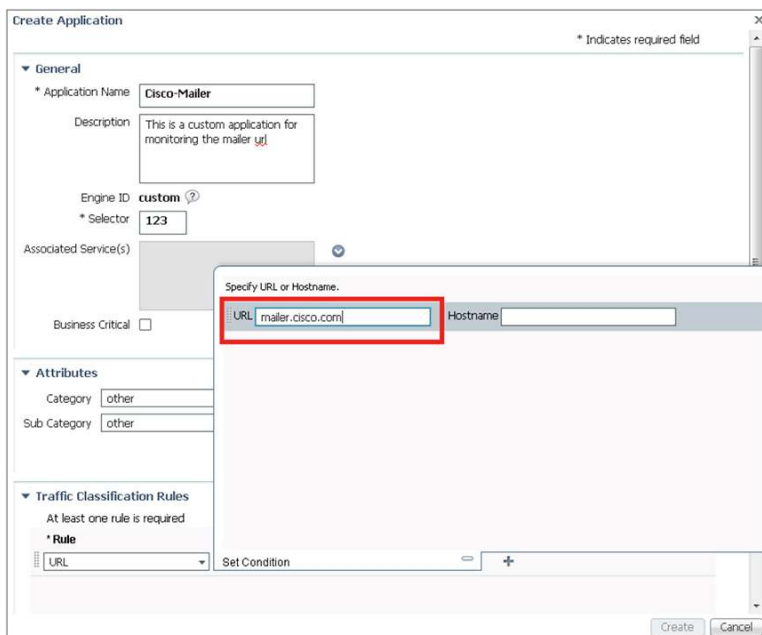 Create Application
* Indicates required field
General
* Application Name Cisco-Mailer
Description This is a custom application for
monitoring the mailer url
Engine ID custom ?
* Selector 123
Associated Service(s)
Specify URL or Hostname.
URL mailer.cisco.com Hostname
Business Critical
Attributes
Category other
Sub Category other
Traffic Classification Rules
At least one rule is required
* Rule
URL Set Condition
Create Cancel